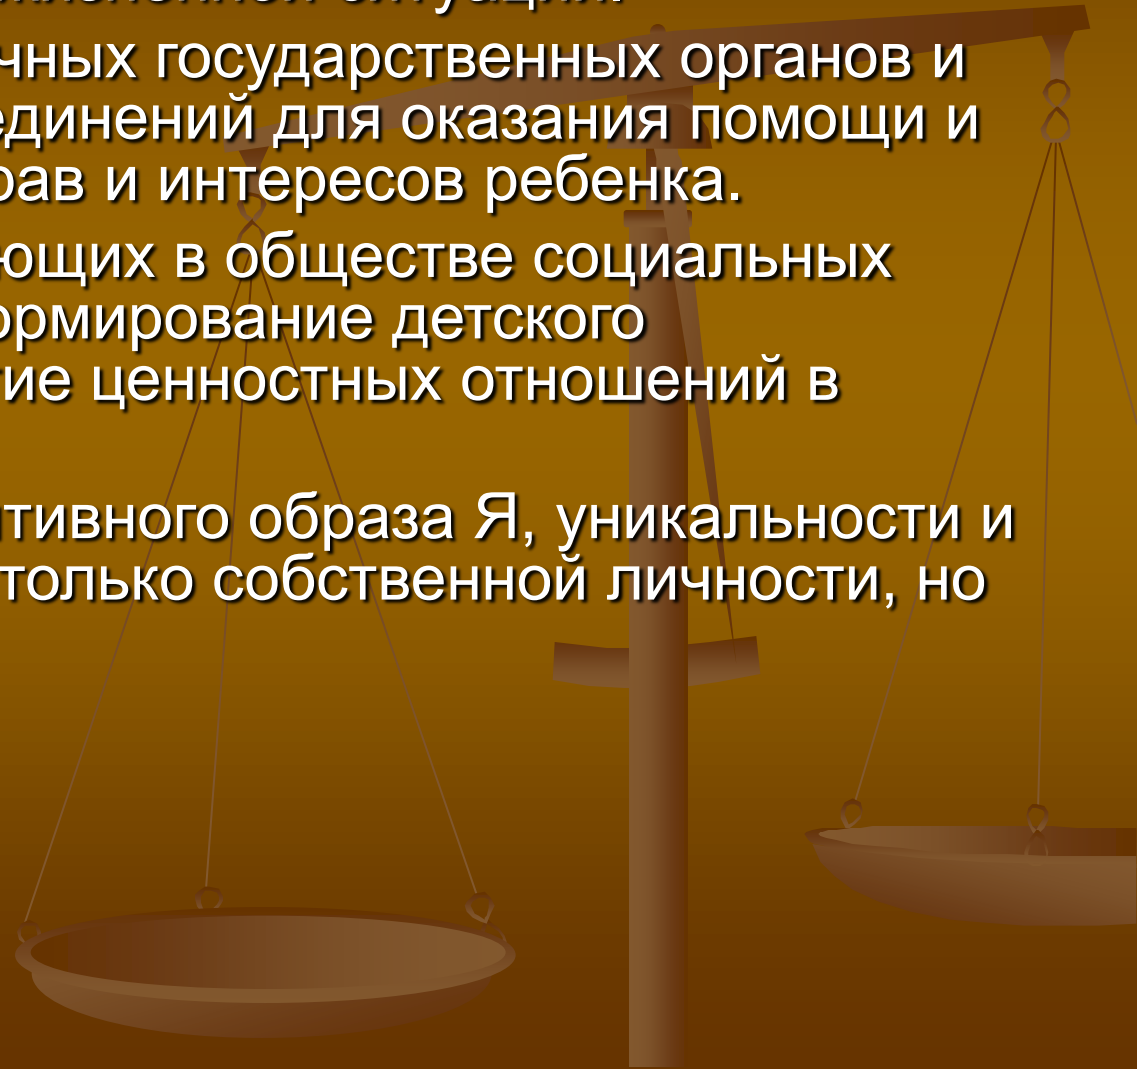 чных государственных органов и
единений для оказания помощи и
рав и интересов ребенка.
ющих в обществе социальных
ормирование детского
тие ценностных отношений в
тивного образа Я, уникальности и
только собственной личности, но